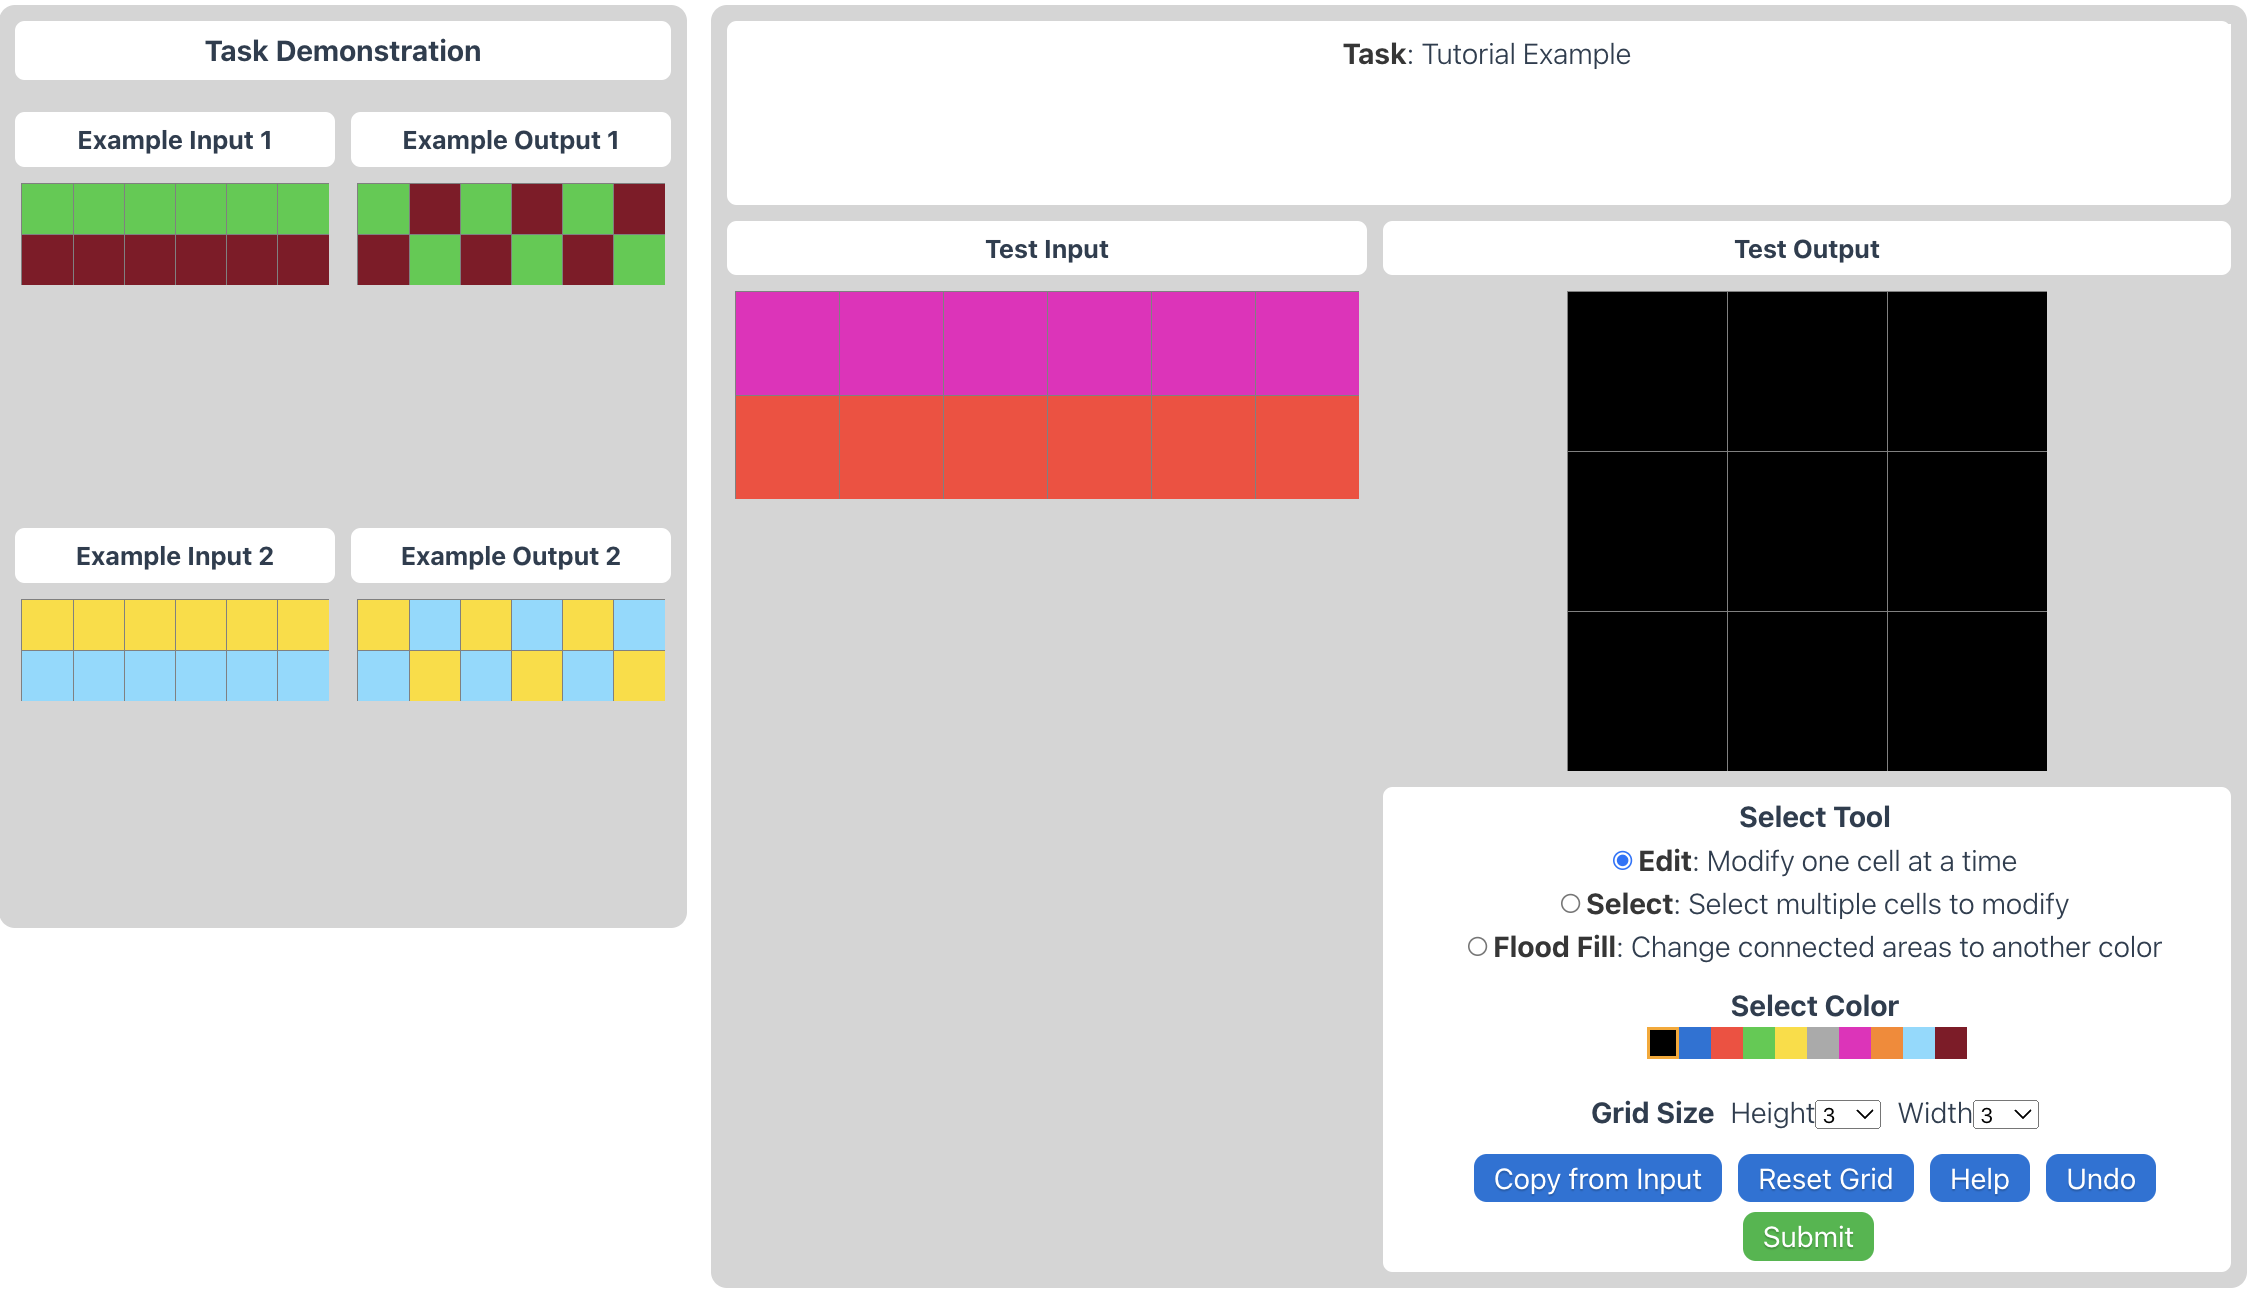 Task Demonstration
Example Input 1
Example Output 1
Example Input 2
Example Output 2
Task: Tutorial Example
Test Input
Test Output
Select Tool
Edit: Modify one cell at a time
Select: Select multiple cells to modify
Flood Fill: Change connected areas to another color
Select Color
Grid Size Height 3 Width 3
Copy from Input Reset Grid Help Undo
Submit